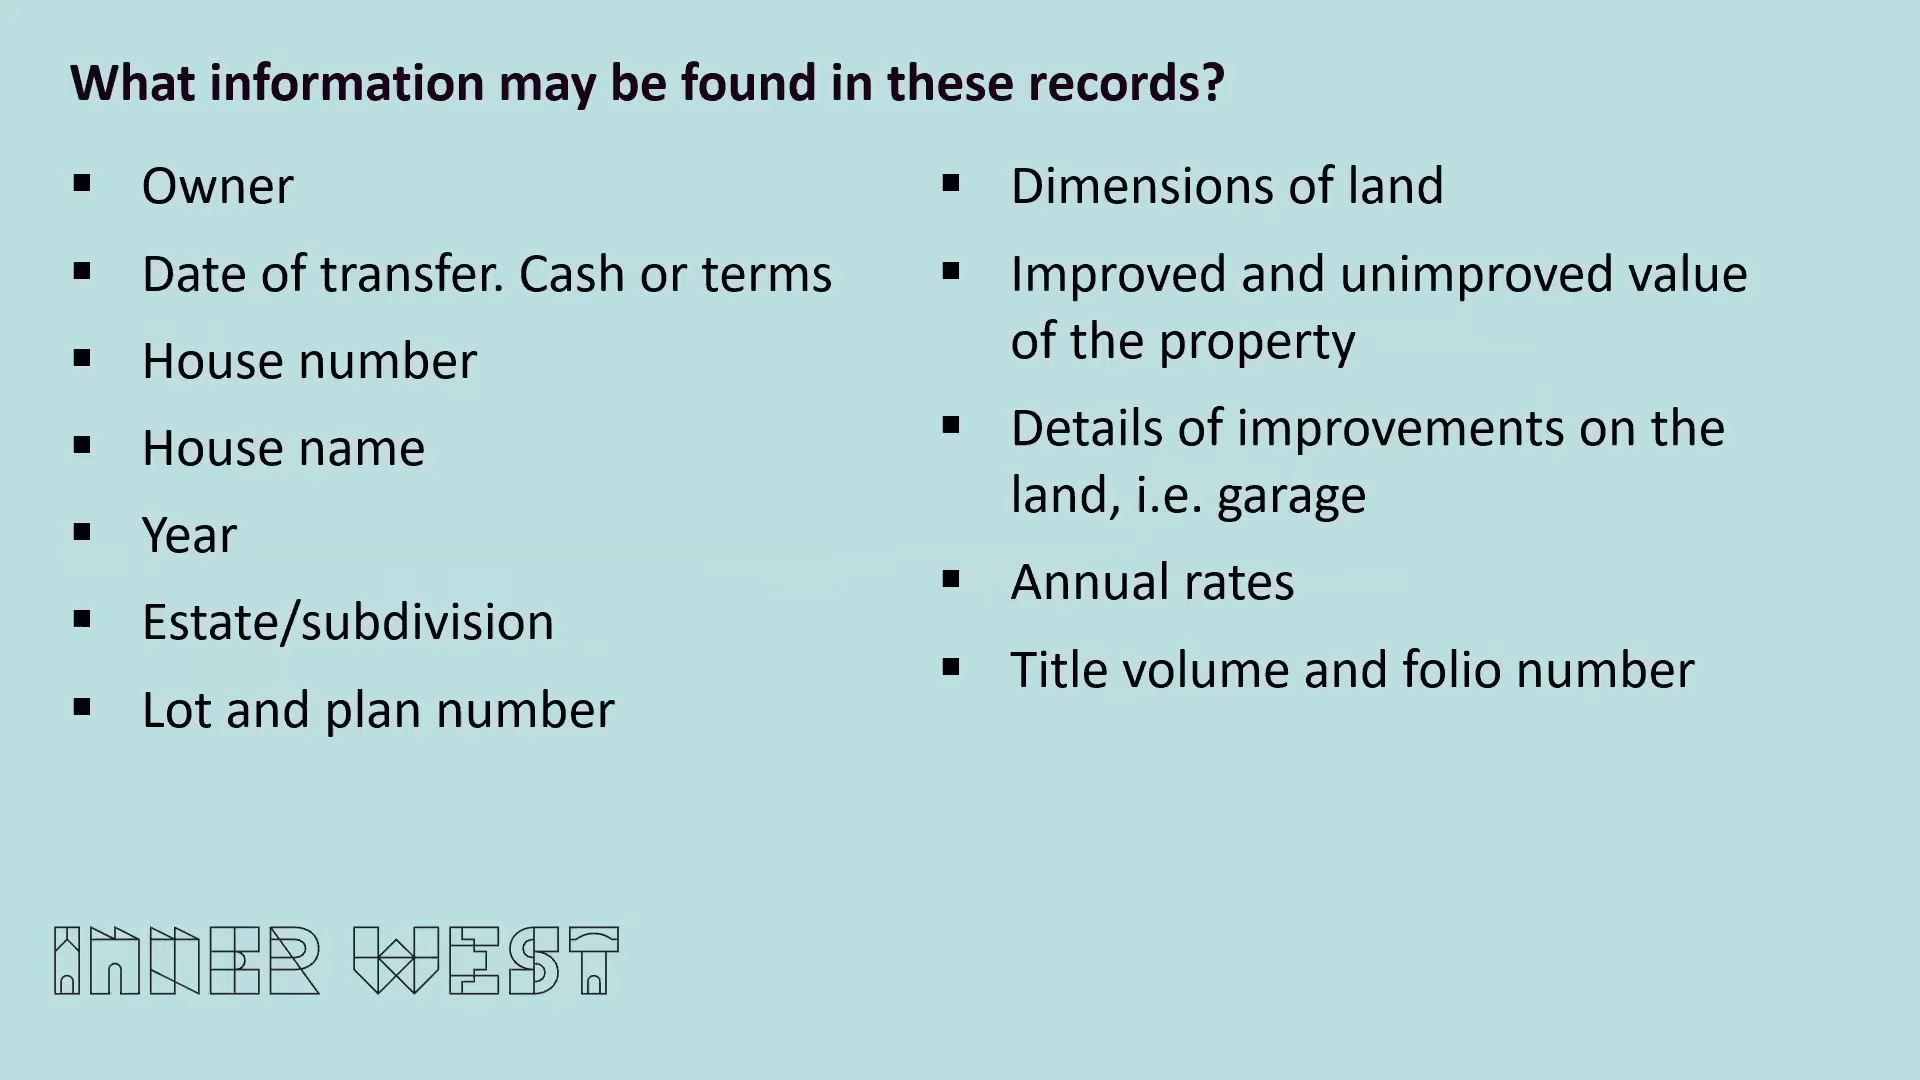 What information may be found in these records?
▪ Owner
▪ Date of transfer. Cash or terms
▪ House number
▪ House name
▪ Year
▪ Estate/subdivision
▪ Lot and plan number
▪ Dimensions of land
▪ Improved and unimproved value
of the property
▪ Details of improvements on the
land, i.e. garage
▪ Annual rates
▪ Title volume and folio number
INNER WEST